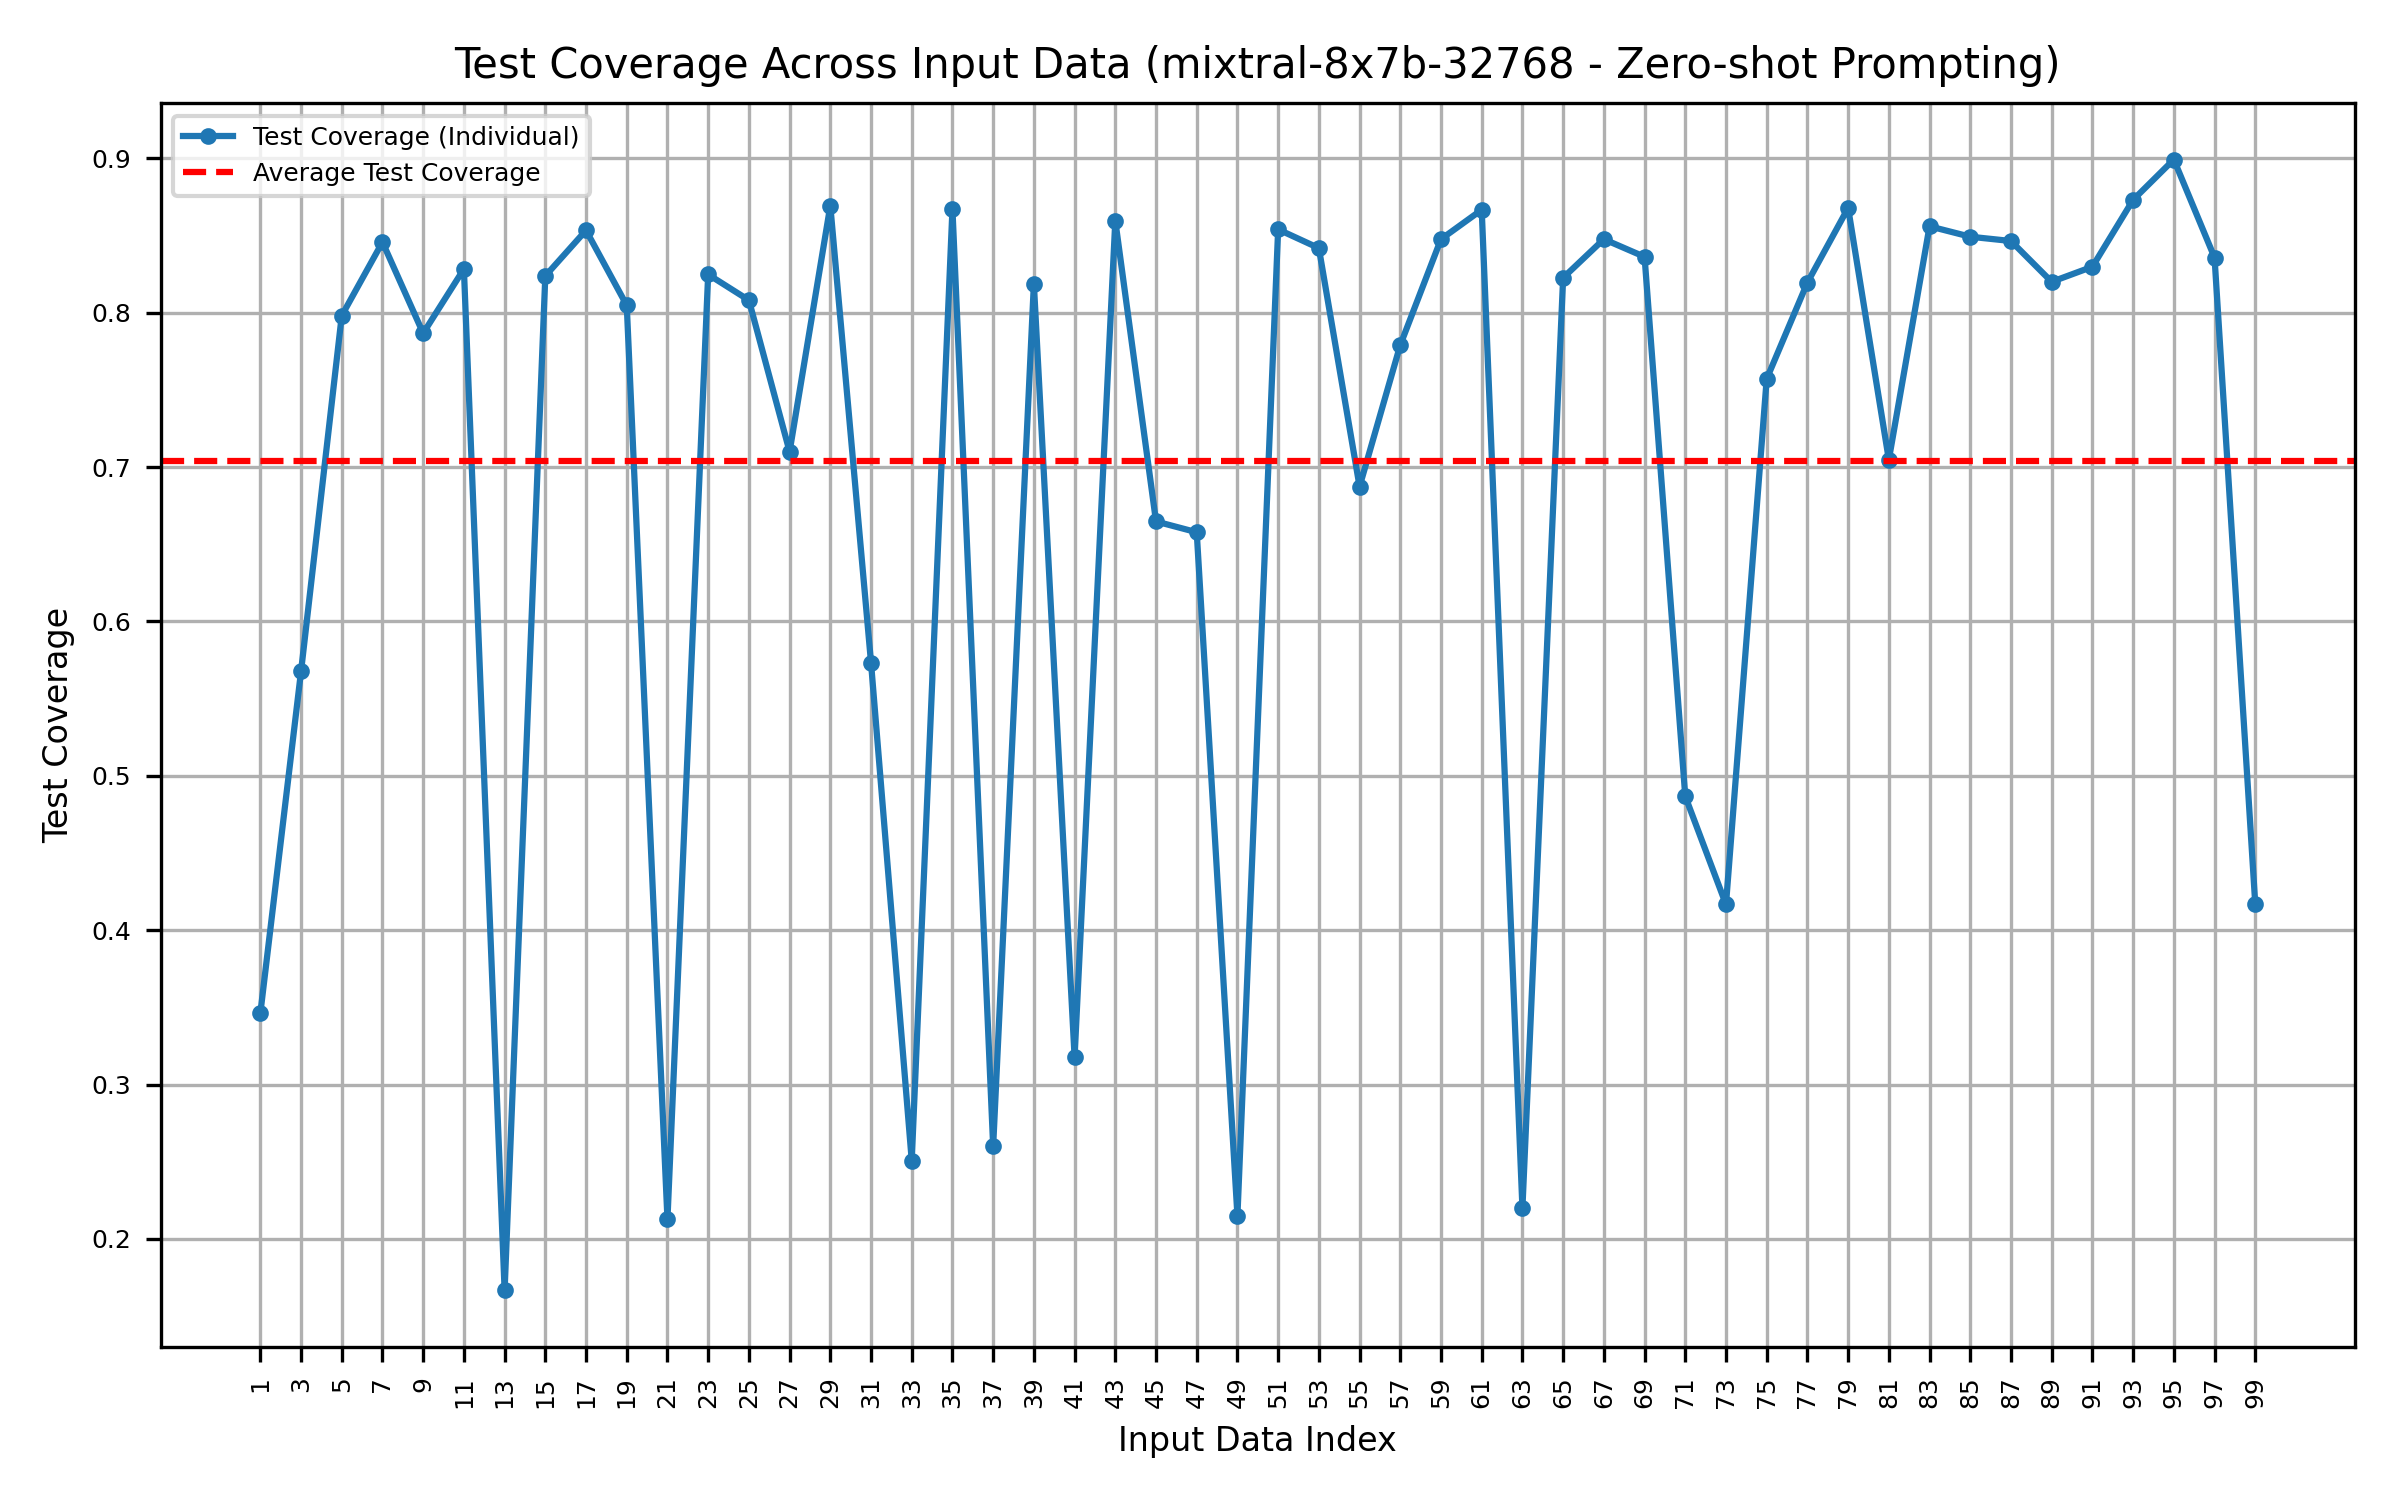 Test Coverage Across Input Data (mixtral-8x7b-32768 - Zero-shot Prompting)
Test Coverage (Individual)
Average Test Coverage
Test Coverage
0.9
0.8
0.7
0.6
0.5
0.4
0.3
0.2
1 3 5 7 9 11 13 15 17 19 21 23 25 27 29 31 33 35 37 39 41 43 45 47 49 51 53 55 57 59 61 63 65 67 69 71 73 75 77 79 81 83 85 87 89 91 93 95 97 99
Input Data Index